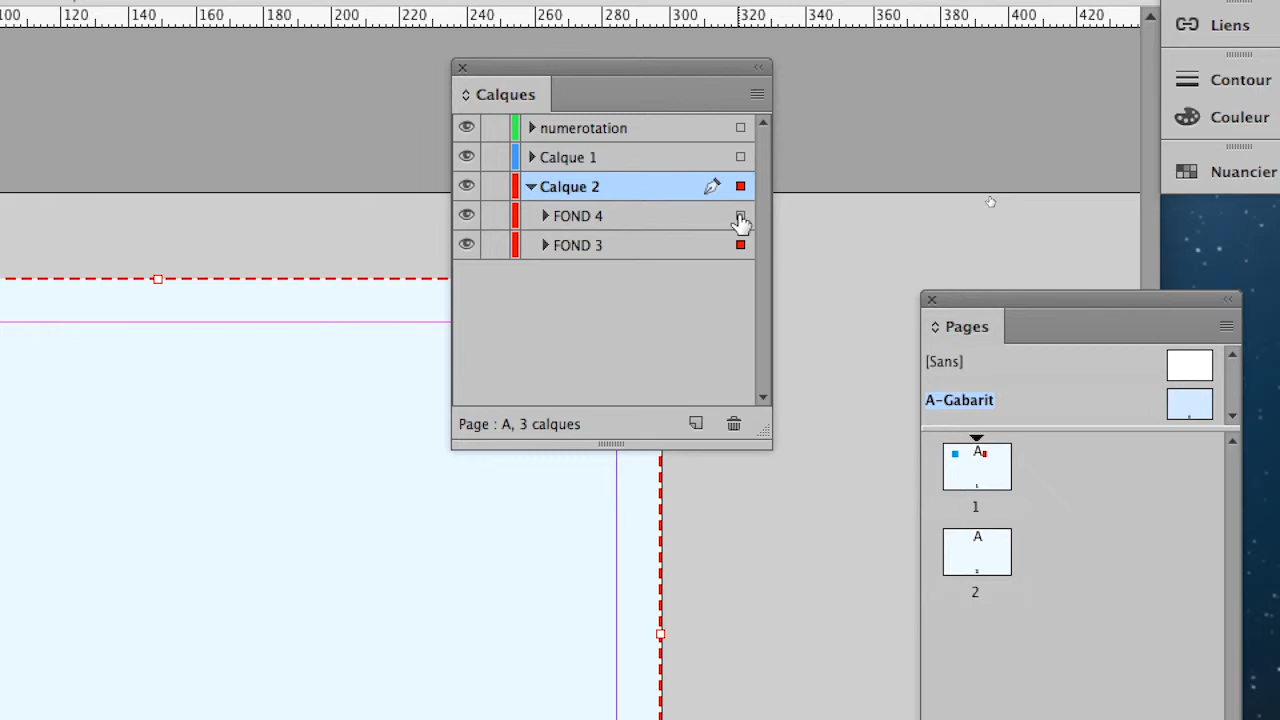 100 120 140 160 180 200 220 240 260 280 300 320 340 360 380 400 420
Liens
Contour
Couleur
Nuancier
Calques
numerotation
Calque 1
Calque 2
FOND 4
FOND 3
Page : A, 3 calques
Pages
[Sans]
A-Gabarit
A
1
A
2